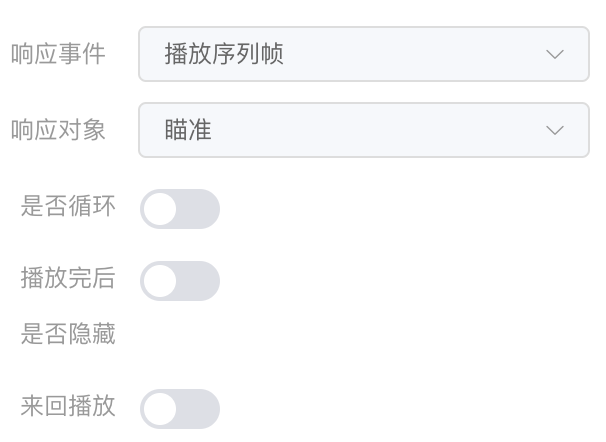 响应事件 播放序列帧
响应对象 瞄准
是否循环
播放完后
是否隐藏
来回播放